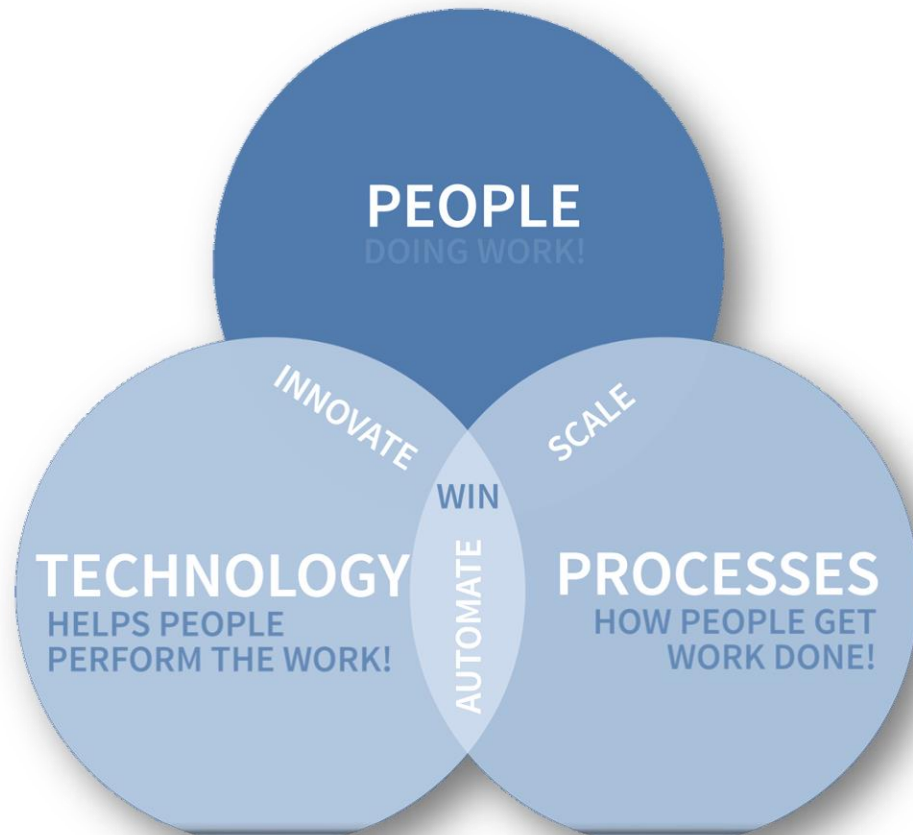 PEOPLE
DOING WORK!
INNOVATE
SCALE
WIN
AUTOMATE
TECHNOLOGY
HELPS PEOPLE
PERFORM THE WORK!
PROCESSES
HOW PEOPLE GET
WORK DONE!